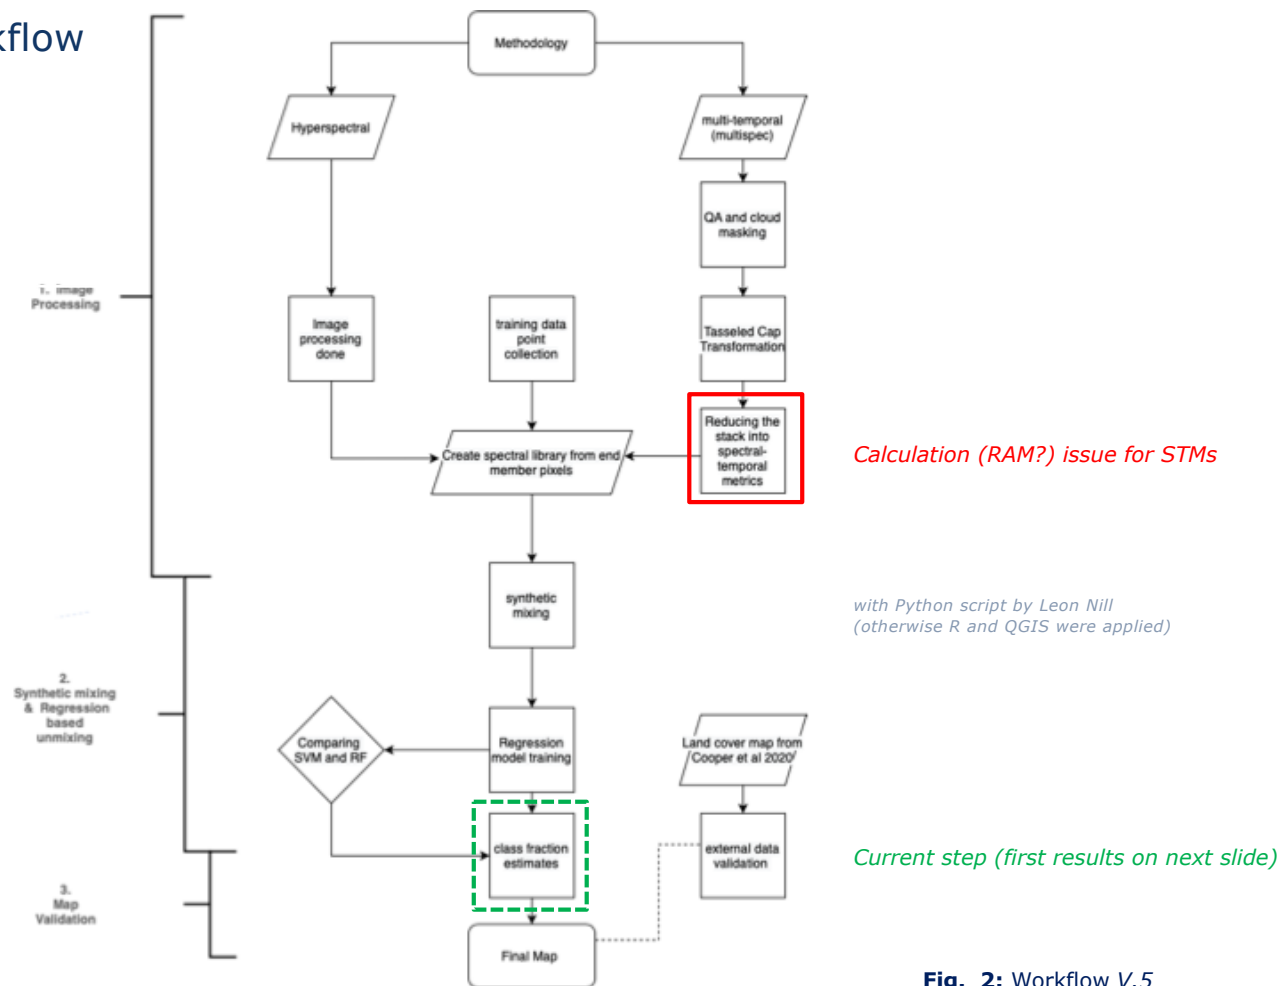 kflow
Methodology
Hyperspectral
multi-temporal
(multispec)
QA and cloud
masking
1. Image
Processing
Image
processing
done
training data
point
collection
Tasseled Cap
Transformation
Reducing the
stack into
spectral-
temporal
metrics
Calculation (RAM?) issue for STMs
Create spectral library from end
member pixels
synthetic
mixing
with Python script by Leon Nill
(otherwise R and QGIS were applied)
2.
Synthetic mixing
& Regression
based
unmixing
Comparing
SVM and RF
Regression
model training
Land cover map from
Cooper et al 2020
class fraction
estimates
external data
validation
Current step (first results on next slide)
3.
Map
Validation
Final Map
Fig. 2: Workflow V.5